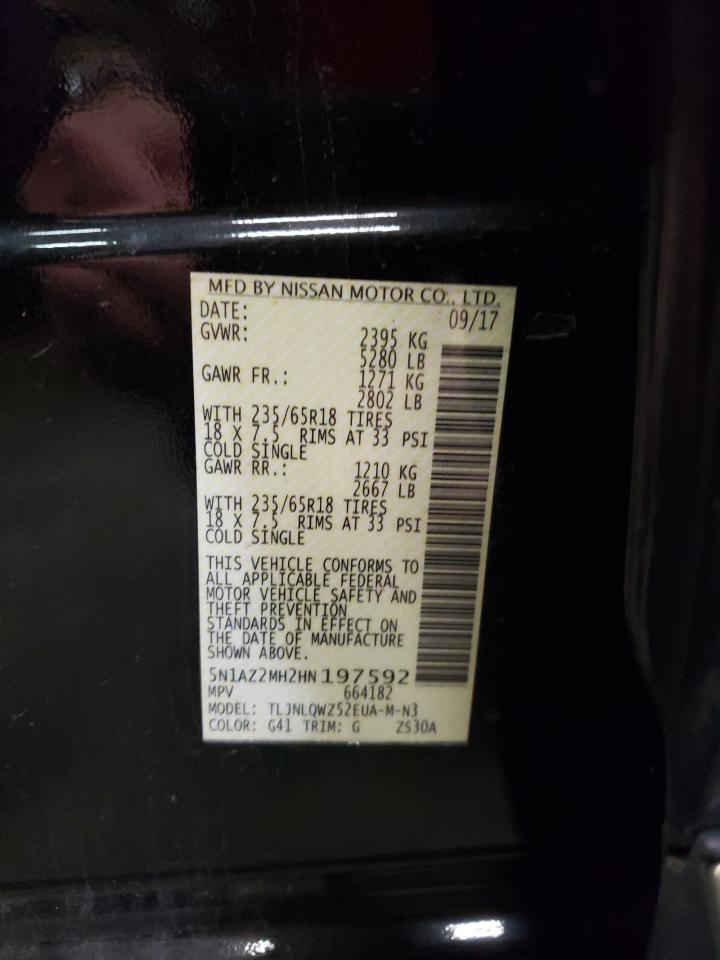 MFD BY NISSAN MOTOR CO., LTD.
DATE: 09/17
GVWR: 2395 KG
5280 LB
GAWR FR.: 1271 KG
2802 LB
WITH 235/65R18 TIRES
18 X 7.5 RIMS AT 33 PSI
COLD SINGLE
GAWR RR.: 1210 KG
2667 LB
WITH 235/65R18 TIRES
18 X 7.5 RIMS AT 33 PSI
COLD SINGLE
THIS VEHICLE CONFORMS TO
ALL APPLICABLE FEDERAL
MOTOR VEHICLE SAFETY AND
THEFT PREVENTION
STANDARDS IN EFFECT ON
THE DATE OF MANUFACTURE
SHOWN ABOVE.
5N1AZ2MH2HN197592
MPV 664182
MODEL: TLJNLQWZ52EUA-M-N3
COLOR: G41 TRIM: G ZS30A